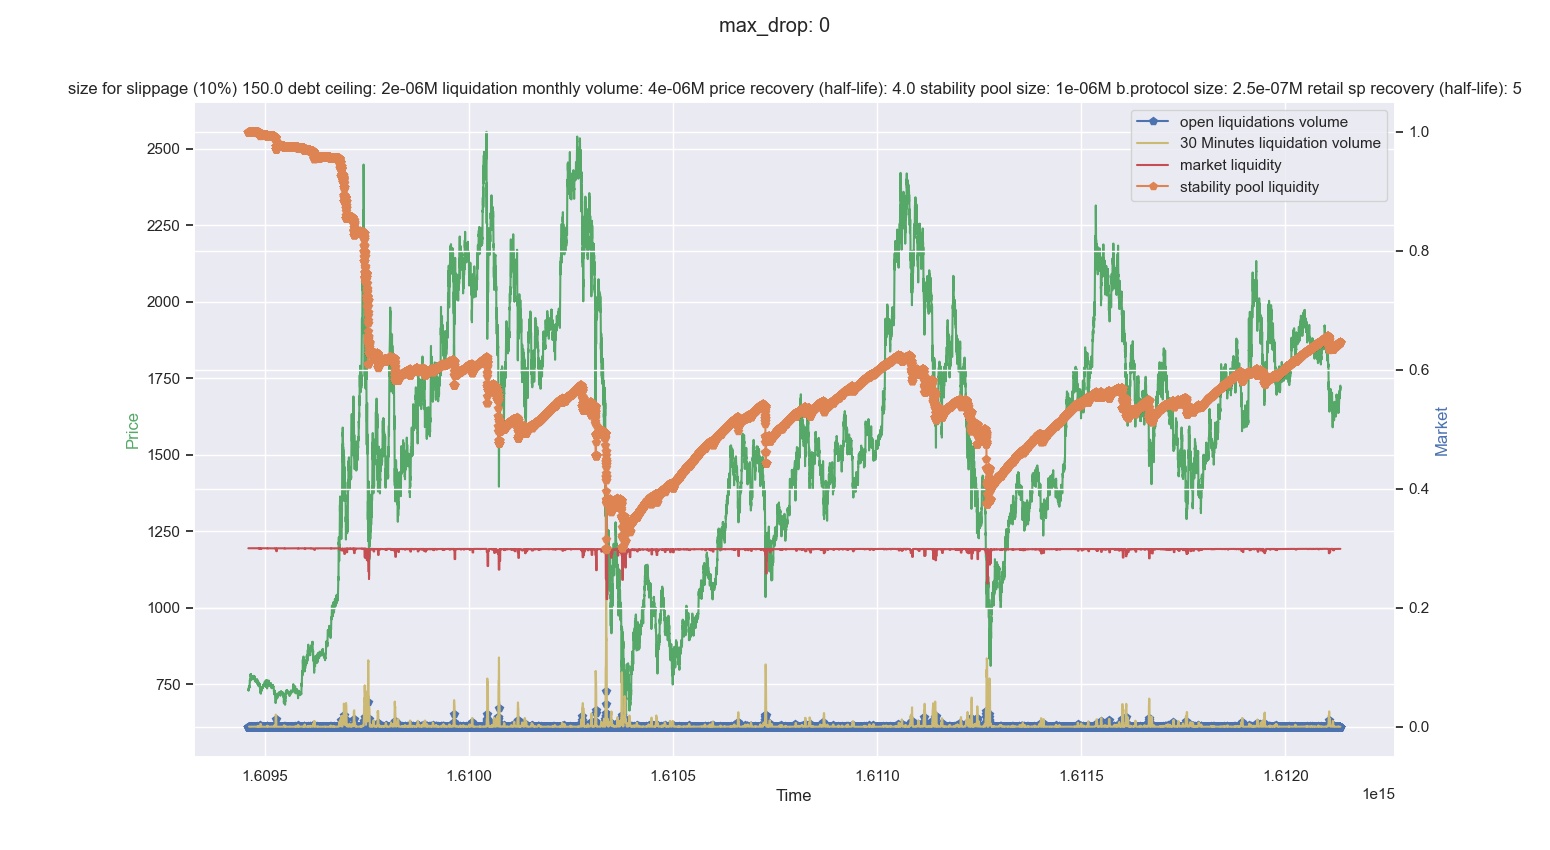 max_drop: 0
size for slippage (10%) 150.0 debt ceiling: 2e-06M liquidation monthly volume: 4e-06M price recovery (half-life): 4.0 stability pool size: 1e-06M b.protocol size: 2.5e-07M retail sp recovery (half-life): 5
open liquidations volume
30 Minutes liquidation volume
market liquidity
stability pool liquidity
2500
2250
2000
1750
1500
1250
1000
750
Price
1.0
0.8
0.6
0.4
0.2
0.0
Market
1.6095 1.6100 1.6105 1.6110 1.6115 1.6120
Time
1e15